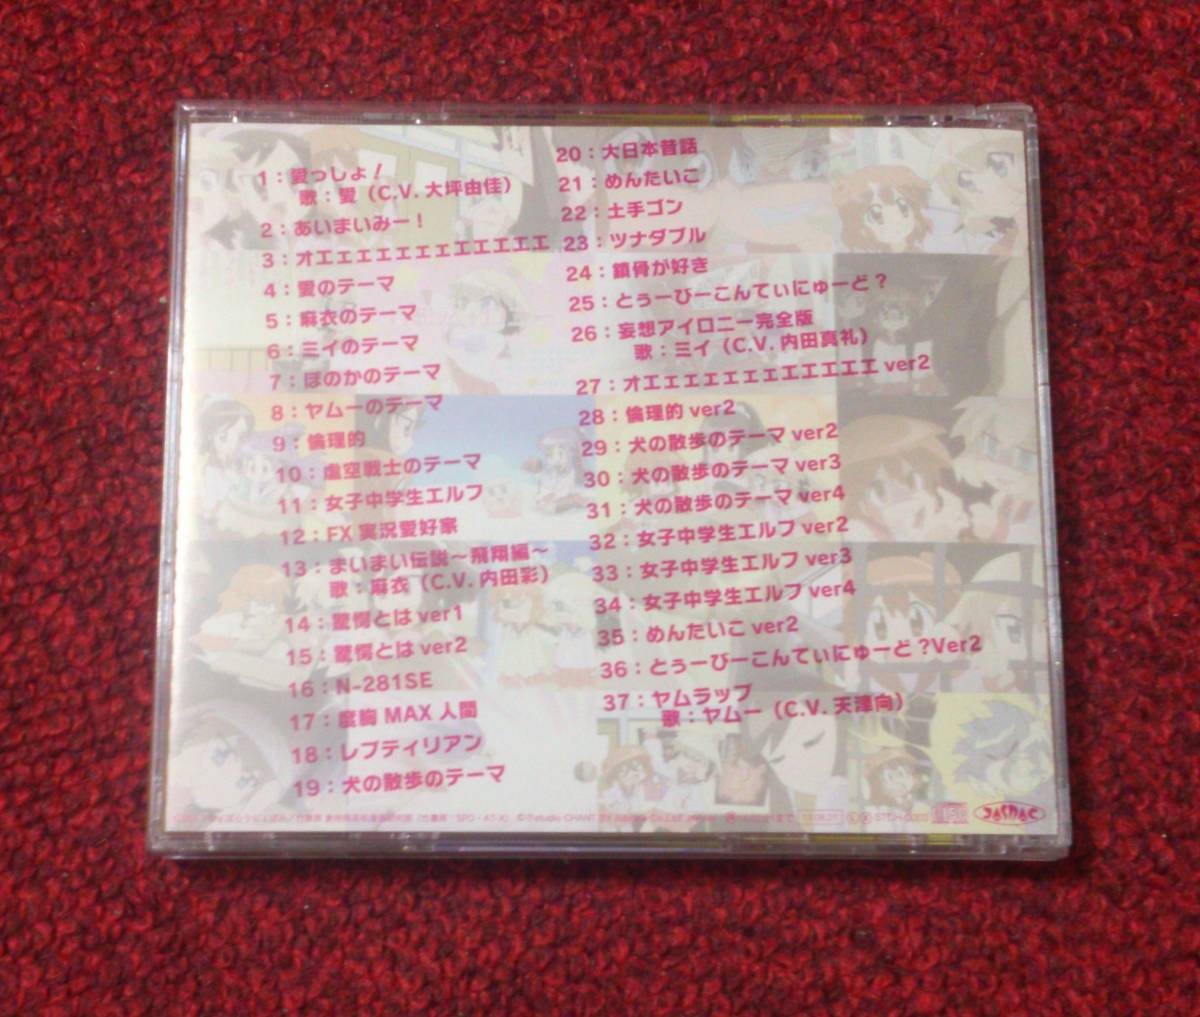 1：愛っしょ！
歌：愛（C.V. 大坪由佳）
2：あいまいみー！
3：オエェェェェェエエエエエエ
4：愛のテーマ
5：麻衣のテーマ
6：ミイのテーマ
7：ほのかのテーマ
8：ヤムーのテーマ
9：倫理的
10：虚空戦士のテーマ
11：女子中学生エルフ
12：FX 実況愛好家
13：まいまい伝説～飛翔編～
歌：麻衣（C.V. 内田彩）
14：驚愕とは ver1
15：驚愕とは ver2
16：N-281SE
17：度胸 MAX 人間
18：レプティリアン
19：犬の散歩のテーマ
20：大日本昔話
21：めんたいこ
22：土手ゴン
23：ツナダブル
24：鎖骨が好き
25：とぅーびーこんてぃにゅーど？
26：妄想アイロニー完全版
歌：ミイ（C.V. 内田真礼）
27：オエェェェェェエエエエエエ ver2
28：倫理的 ver2
29：犬の散歩のテーマ ver2
30：犬の散歩のテーマ ver3
31：犬の散歩のテーマ ver4
32：女子中学生エルフ ver2
33：女子中学生エルフ ver3
34：女子中学生エルフ ver4
35：めんたいこ ver2
36：とぅーびーこんてぃにゅーど？Ver2
37：ヤムラップ
歌：ヤムー（C.V. 天津向）
JASRAC